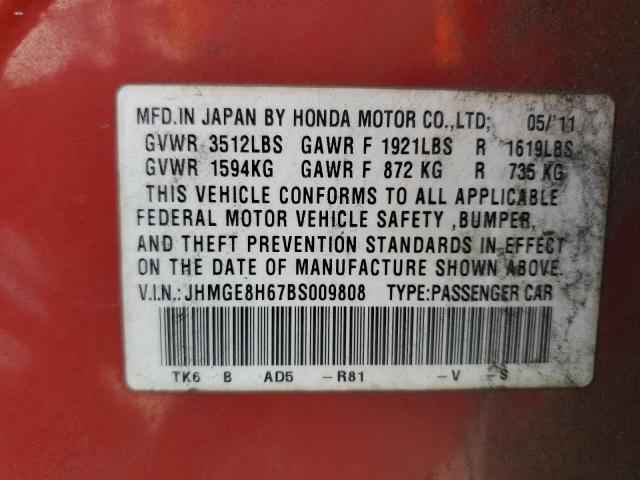 MFD.IN JAPAN BY HONDA MOTOR CO.,LTD; 05/'11
GVWR 3512LBS GAWR F 1921LBS R 1619LBS
GVWR 1594KG GAWR F 872 KG R 735 KG
THIS VEHICLE CONFORMS TO ALL APPLICABLE
FEDERAL MOTOR VEHICLE SAFETY ,BUMPER,
AND THEFT PREVENTION STANDARDS IN EFFECT
ON THE DATE OF MANUFACTURE SHOWN ABOVE.
V.I.N.:JHMGE8H67BS009808 TYPE:PASSENGER CAR
TK6 B AD5 -R81 -V -S